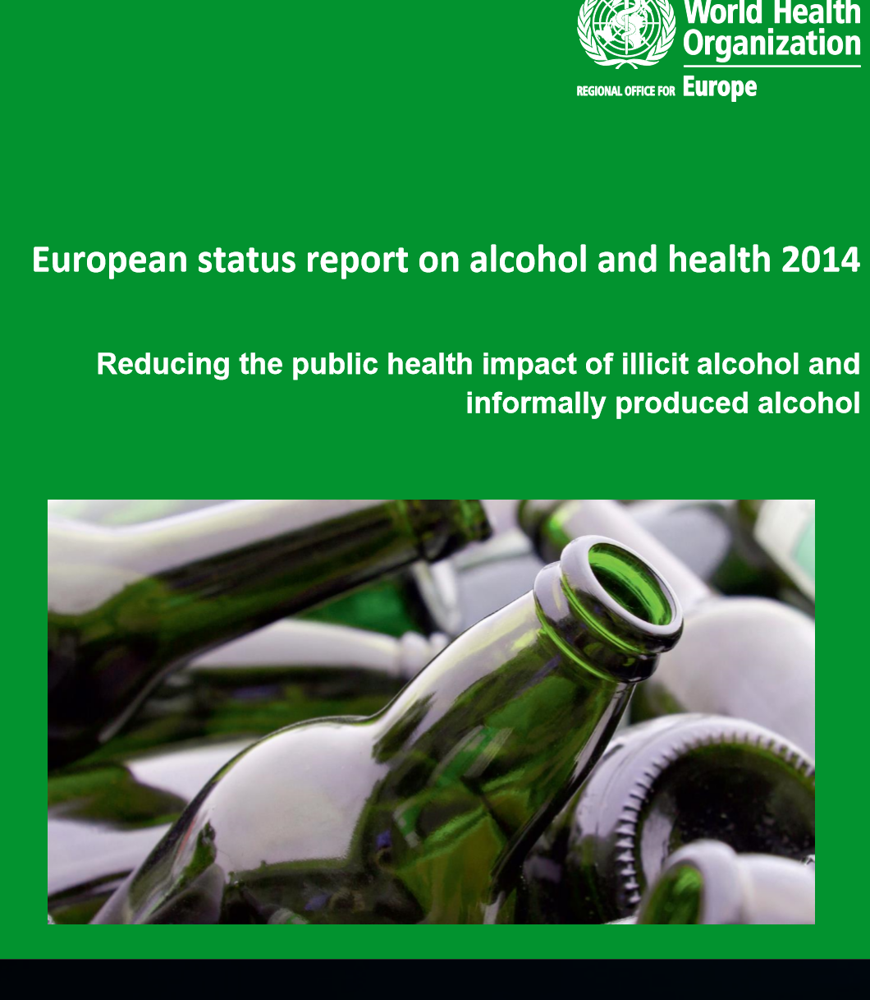 World Health
Organization
REGIONAL OFFICE FOR Europe
European status report on alcohol and health 2014
Reducing the public health impact of illicit alcohol and
informally produced alcohol